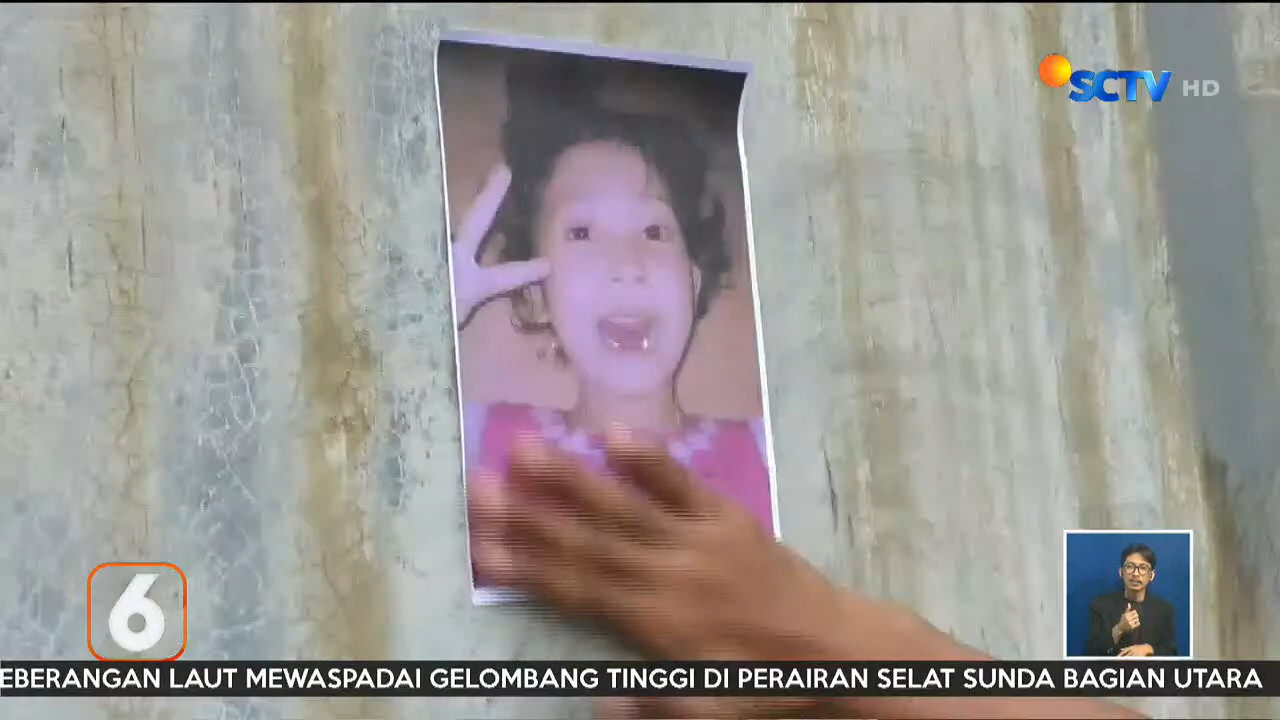 SCTV HD
6
EBERANGAN LAUT MEWASPADAI GELOMBANG TINGGI DI PERAIRAN SELAT SUNDA BAGIAN UTARA